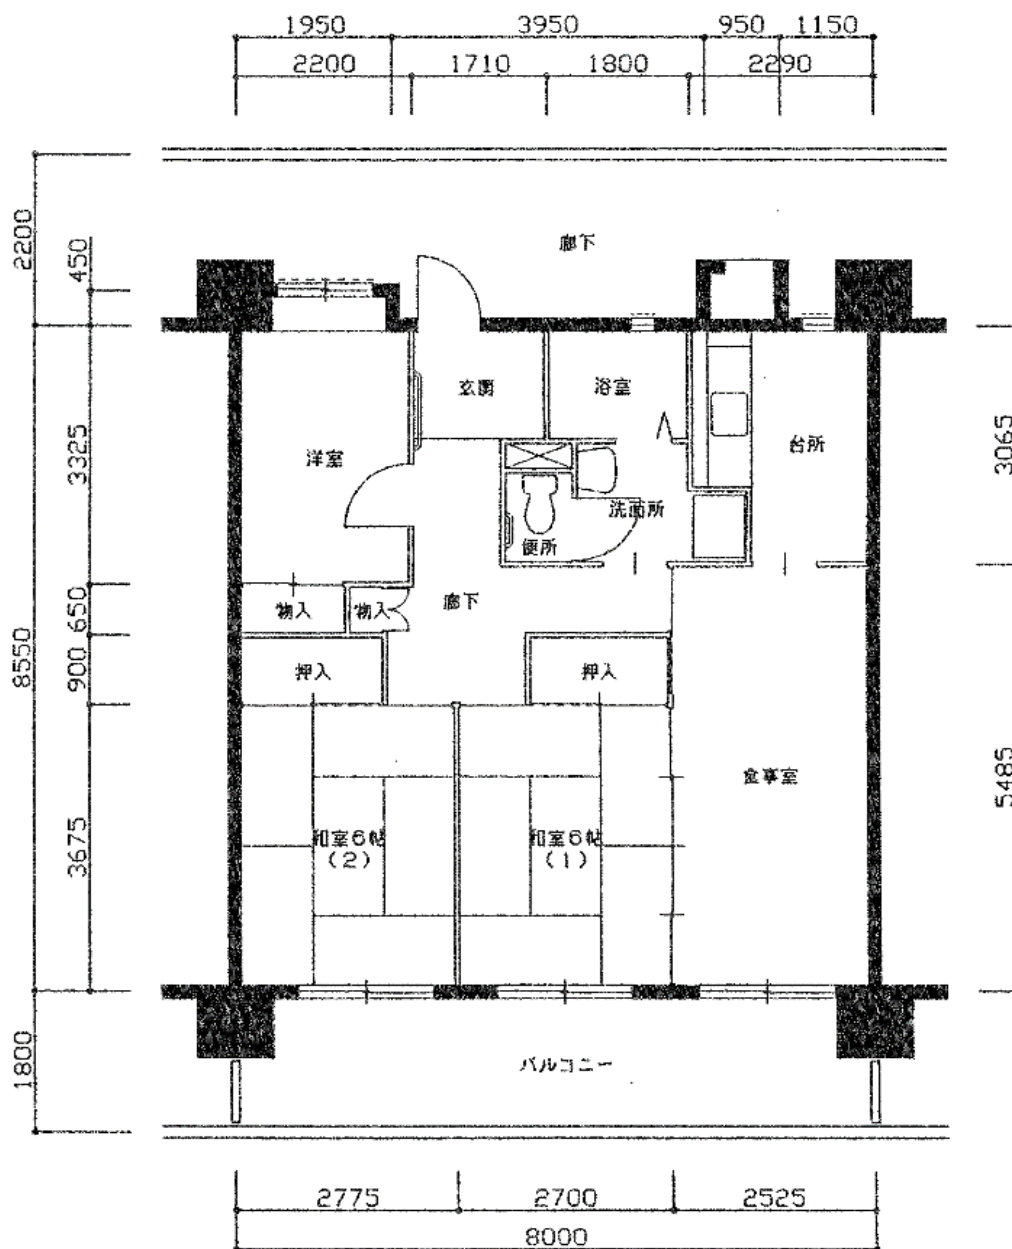 1950 3950 950 1150
2200 1710 1800 2290
2200
450
廊下
玄関
浴室
台所
洋室
3325
3065
洗面所
便所
物入
物入
廊下
650
8550
900
押入
押入
食事室
5485
3675
和室6帖
(2)
和室6帖
(1)
バルコニー
1800
2775 2700 2525
8000